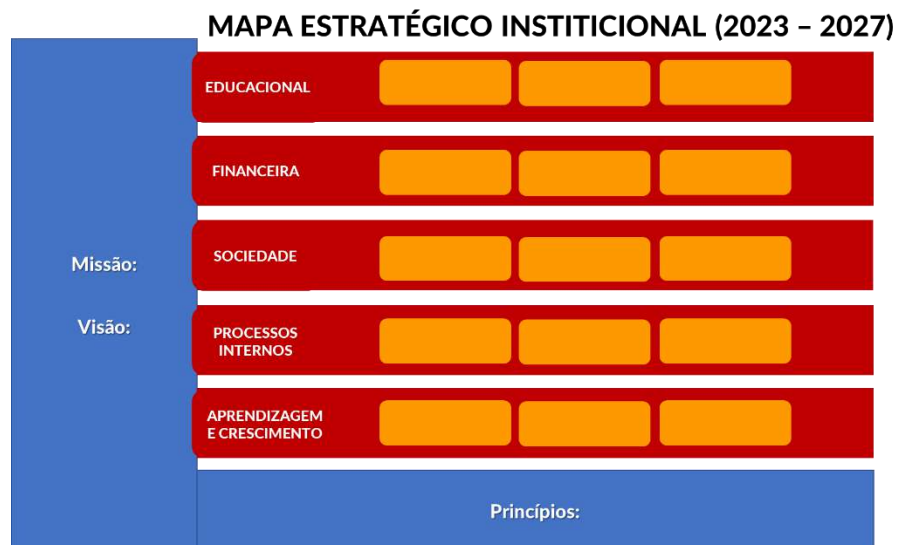 MAPA ESTRATÉGICO INSTITICIONAL (2023 – 2027)
EDUCACIONAL
FINANCEIRA
SOCIEDADE
PROCESSOS
INTERNOS
APRENDIZAGEM
E CRESCIMENTO
Missão:
Visão:
Princípios: